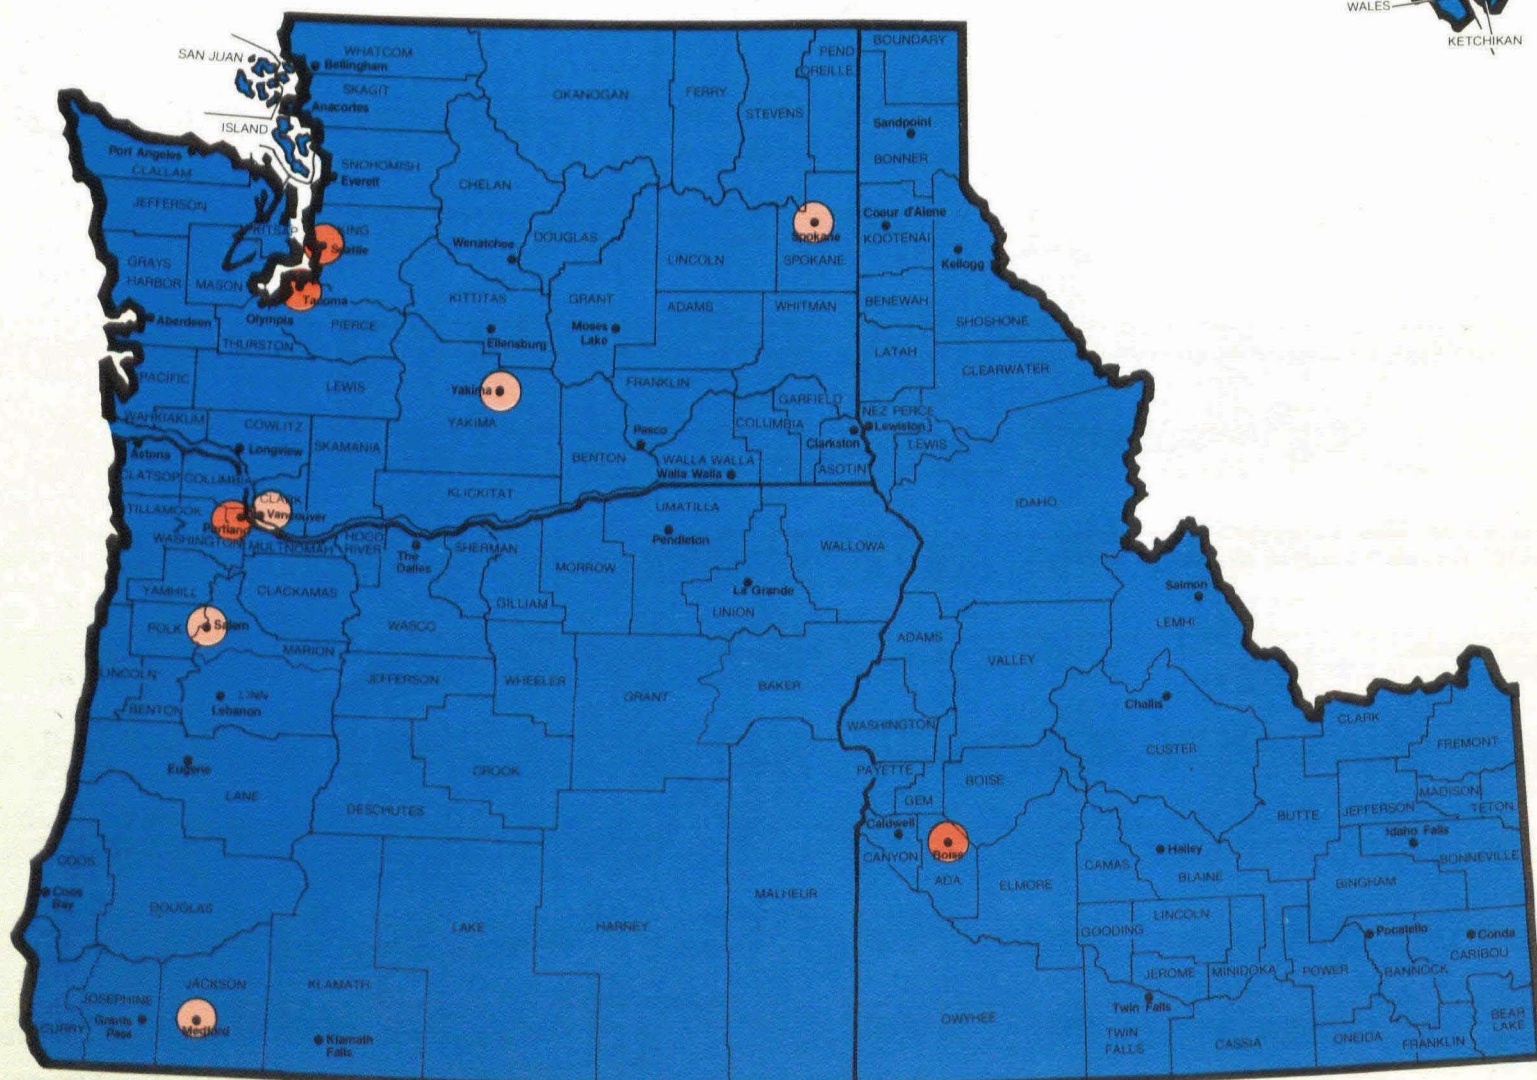 WALES
KETCHIKAN
SAN JUAN
WHATCOM
Bellingham
SKAGIT
Anacortes
ISLAND
OKANOGAN
FERRY
PEND
OREILLE
STEVENS
BOUNDARY
Sandpoint
BONNER
Port Angeles
CLALLAM
JEFFERSON
SNOHOMISH
Everett
CHELAN
KITSAP
KING
Seattle
Wenatchee
DOUGLAS
LINCOLN
Spokane
SPOKANE
Coeur d'Alene
KOOTENAI
Kellogg
GRAYS
HARBOR
MASON
Tacoma
Olympia
PIERCE
THURSTON
Aberdeen
KITTITAS
Ellensburg
GRANT
Moses
Lake
ADAMS
WHITMAN
BENEWAH
SHOSHONE
LATAH
CLEARWATER
PACIFIC
LEWIS
Yakima
YAKIMA
FRANKLIN
GARFIELD
COLUMBIA
NEZ PERCE
Lewiston
LEWIS
Clarkston
ASOTIN
WAHKIAKUM
COWLITZ
Longview
SKAMANIA
Pasco
BENTON
WALLA WALLA
Walla Walla
Astoria
CLATSOP
COLUMBIA
KLICKITAT
IDAHO
CLARK
Vancouver
TILLAMOOK
Portland
WASHINGTON
MULTNOMAH
HOOD
RIVER
The
Dalles
SHERMAN
UMATILLA
Pendleton
WALLOWA
MORROW
La Grande
UNION
GILLIAM
YAMHILL
CLACKAMAS
Salmon
LEMHI
POLK
Salem
MARION
WASCO
ADAMS
VALLEY
LINCOLN
JEFFERSON
WHEELER
GRANT
BAKER
BENTON
LINN
Lebanon
Challis
CUSTER
WASHINGTON
CLARK
FREMONT
Eugene
LANE
CROOK
DESCHUTES
PAYETTE
GEM
BOISE
BUTTE
JEFFERSON
MADISON
TETON
Caldwell
CANYON
Boise
ADA
ELMORE
CAMAS
Hailey
BLAINE
Idaho Falls
BONNEVILLE
BINGHAM
COOS
Coos
Bay
DOUGLAS
LAKE
HARNEY
MALHEUR
GOODING
LINCOLN
Pocatello
Conda
CARIBOU
JEROME
MINIDOKA
POWER
BANNOCK
JOSEPHINE
Grants
Pass
CURRY
JACKSON
Medford
KLAMATH
Klamath
Falls
OWYHEE
Twin Falls
TWIN
FALLS
CASSIA
ONEIDA
FRANKLIN
BEAR
LAKE